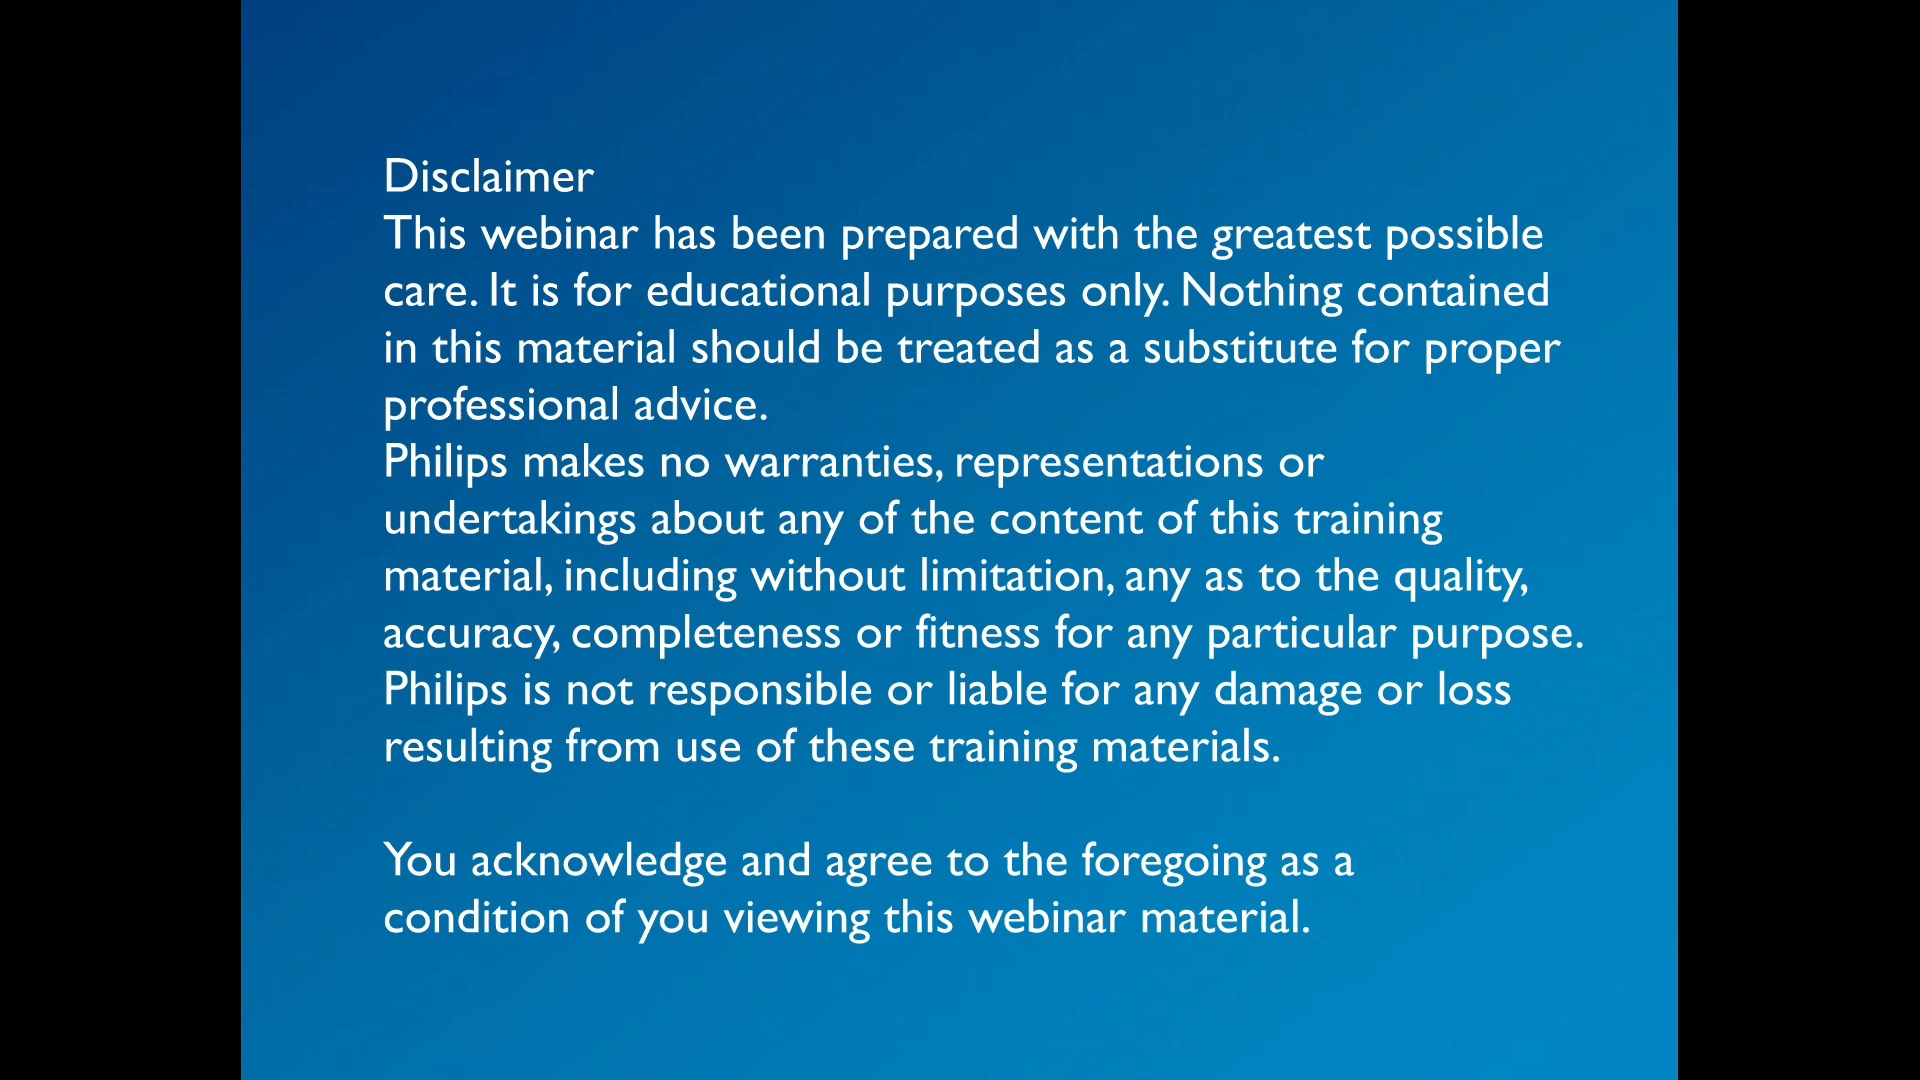 Disclaimer
This webinar has been prepared with the greatest possible
care. It is for educational purposes only. Nothing contained
in this material should be treated as a substitute for proper
professional advice.
Philips makes no warranties, representations or
undertakings about any of the content of this training
material, including without limitation, any as to the quality,
accuracy, completeness or fitness for any particular purpose.
Philips is not responsible or liable for any damage or loss
resulting from use of these training materials.
You acknowledge and agree to the foregoing as a
condition of you viewing this webinar material.